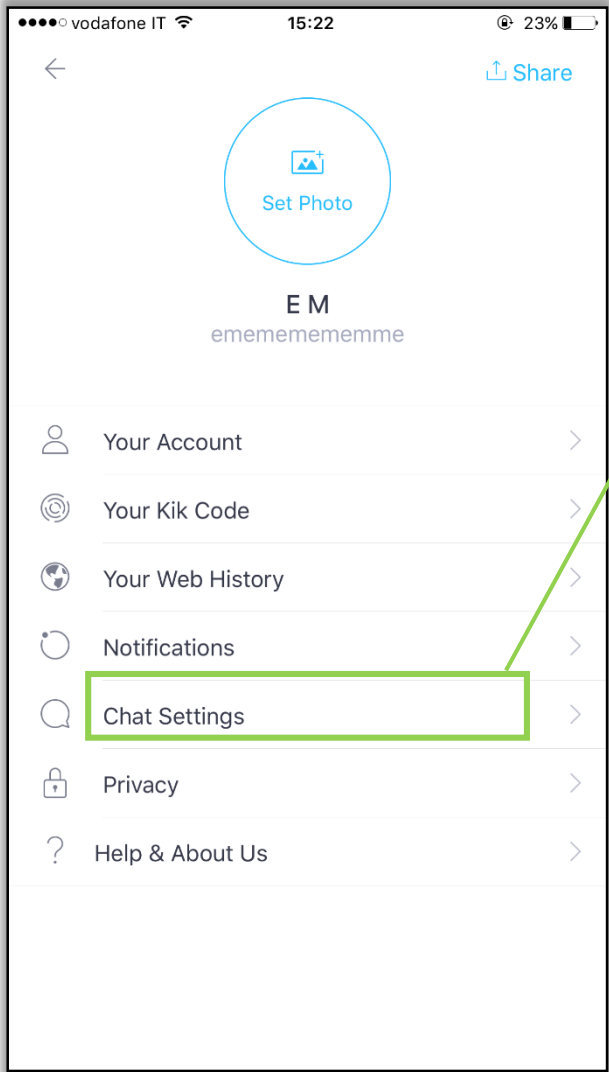 vodafone IT 15:22 23%
Share
Set Photo
E M
emememememme
Your Account
Your Kik Code
Your Web History
Notifications
Chat Settings
Privacy
Help & About Us